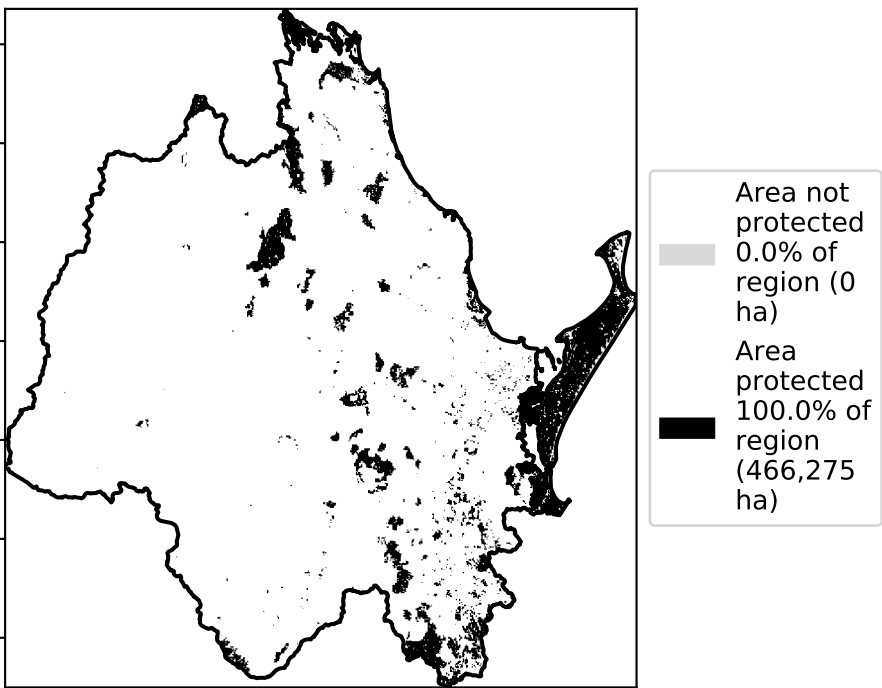 Area not
protected
0.0% of
region (0
ha)
Area
protected
100.0% of
region
(466,275
ha)